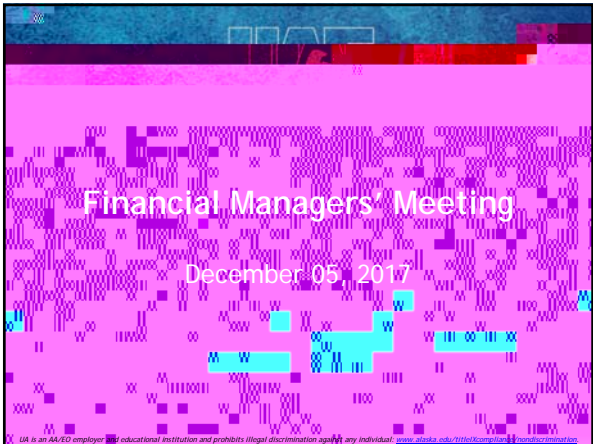 UAF
Financial Managers' Meeting
December 05, 2017
UA is an AA/EO employer and educational institution and prohibits illegal discrimination against any individual: www.alaska.edu/titleIXcompliance/nondiscrimination.